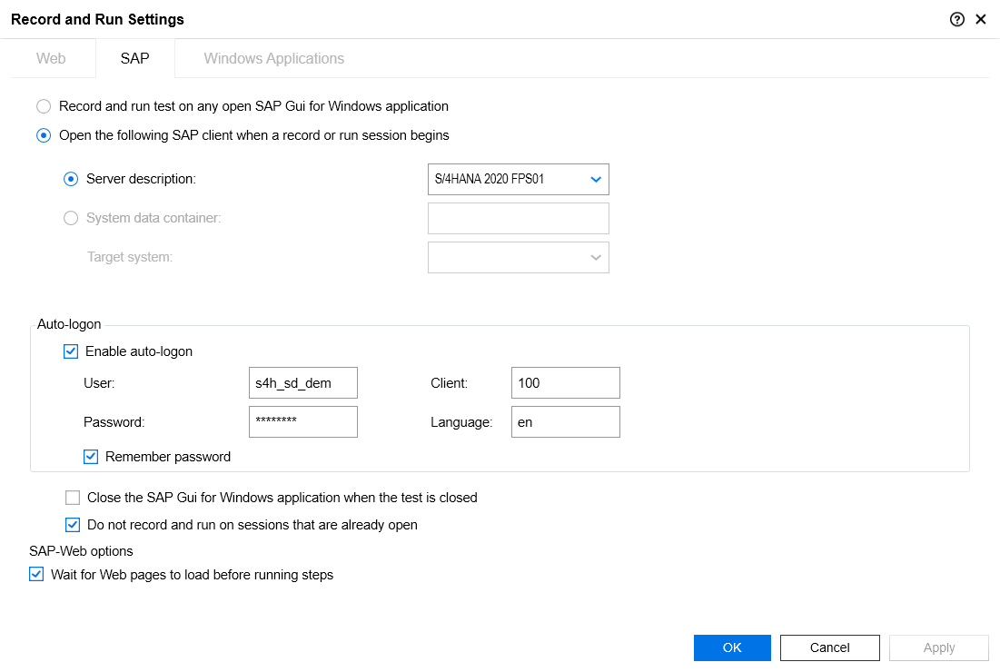 Record and Run Settings
Web SAP Windows Applications
Record and run test on any open SAP Gui for Windows application
Open the following SAP client when a record or run session begins
Server description: S/4HANA 2020 FPS01
System data container:
Target system:
Auto-logon
Enable auto-logon
User: s4h_sd_dem Client: 100
Password: ******** Language: en
Remember password
Close the SAP Gui for Windows application when the test is closed
Do not record and run on sessions that are already open
SAP-Web options
Wait for Web pages to load before running steps
OK Cancel Apply